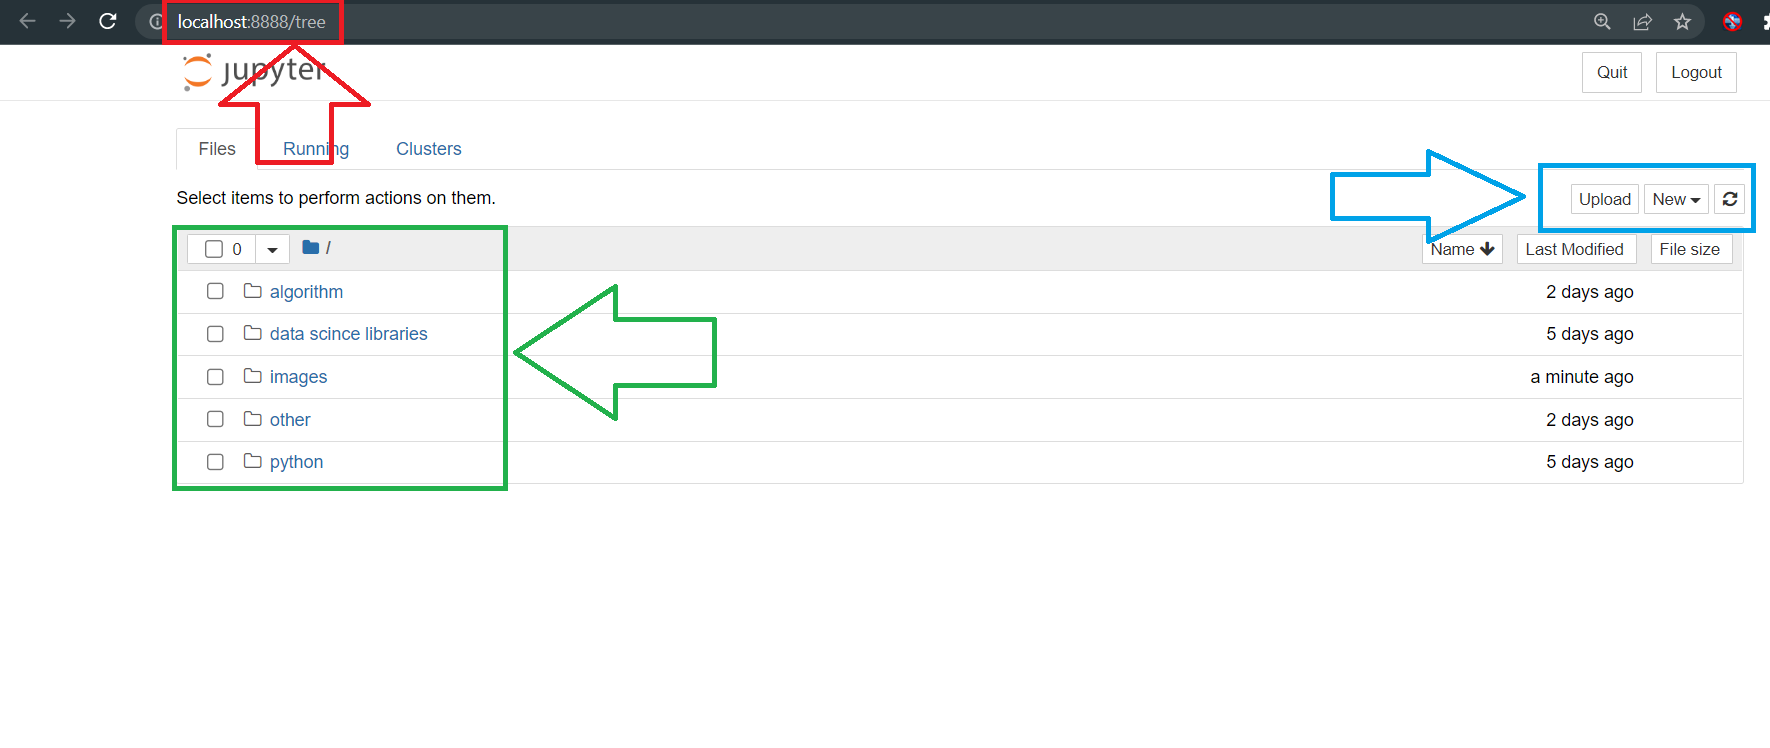 localhost:8888/tree
jupyter
Quit
Logout
Files
Running
Clusters
Select items to perform actions on them.
Upload
New
0
/
Name
Last Modified
File size
algorithm
2 days ago
data scince libraries
5 days ago
images
a minute ago
other
2 days ago
python
5 days ago